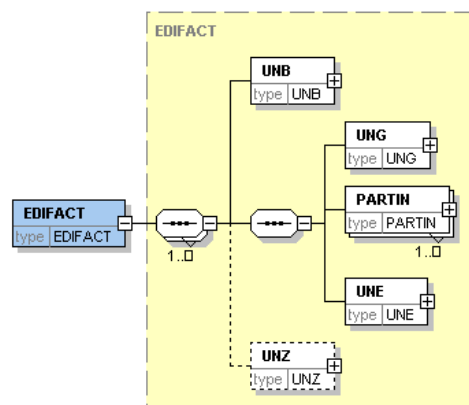 EDIFACT
UNB
type UNB
UNG
type UNG
EDIFACT
type EDIFACT
1..
PARTIN
type PARTIN
1..
UNE
type UNE
UNZ
type UNZ